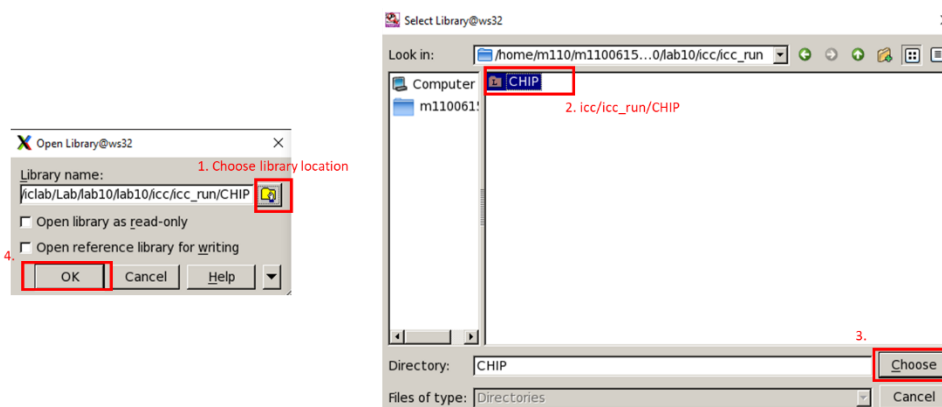 Open Library@ws32
1. Choose library location
Library name:
/iclab/Lab/lab10/lab10/icc/icc_run/CHIP
Open library as read-only
Open reference library for writing
4.
OK
Cancel
Help
Select Library@ws32
Look in:
/home/m110/m1100615...0/lab10/icc/icc_run
Computer
m110061
CHIP
2. icc/icc_run/CHIP
3.
Directory:
CHIP
Choose
Files of type:
Directories
Cancel